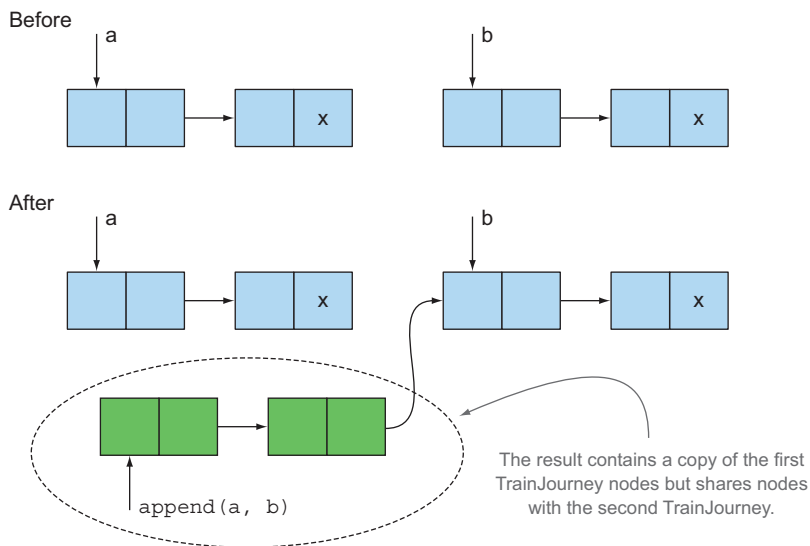 Before
a
b
x
x
After
a
b
x
x
append(a, b)
The result contains a copy of the first
TrainJourney nodes but shares nodes
with the second TrainJourney.